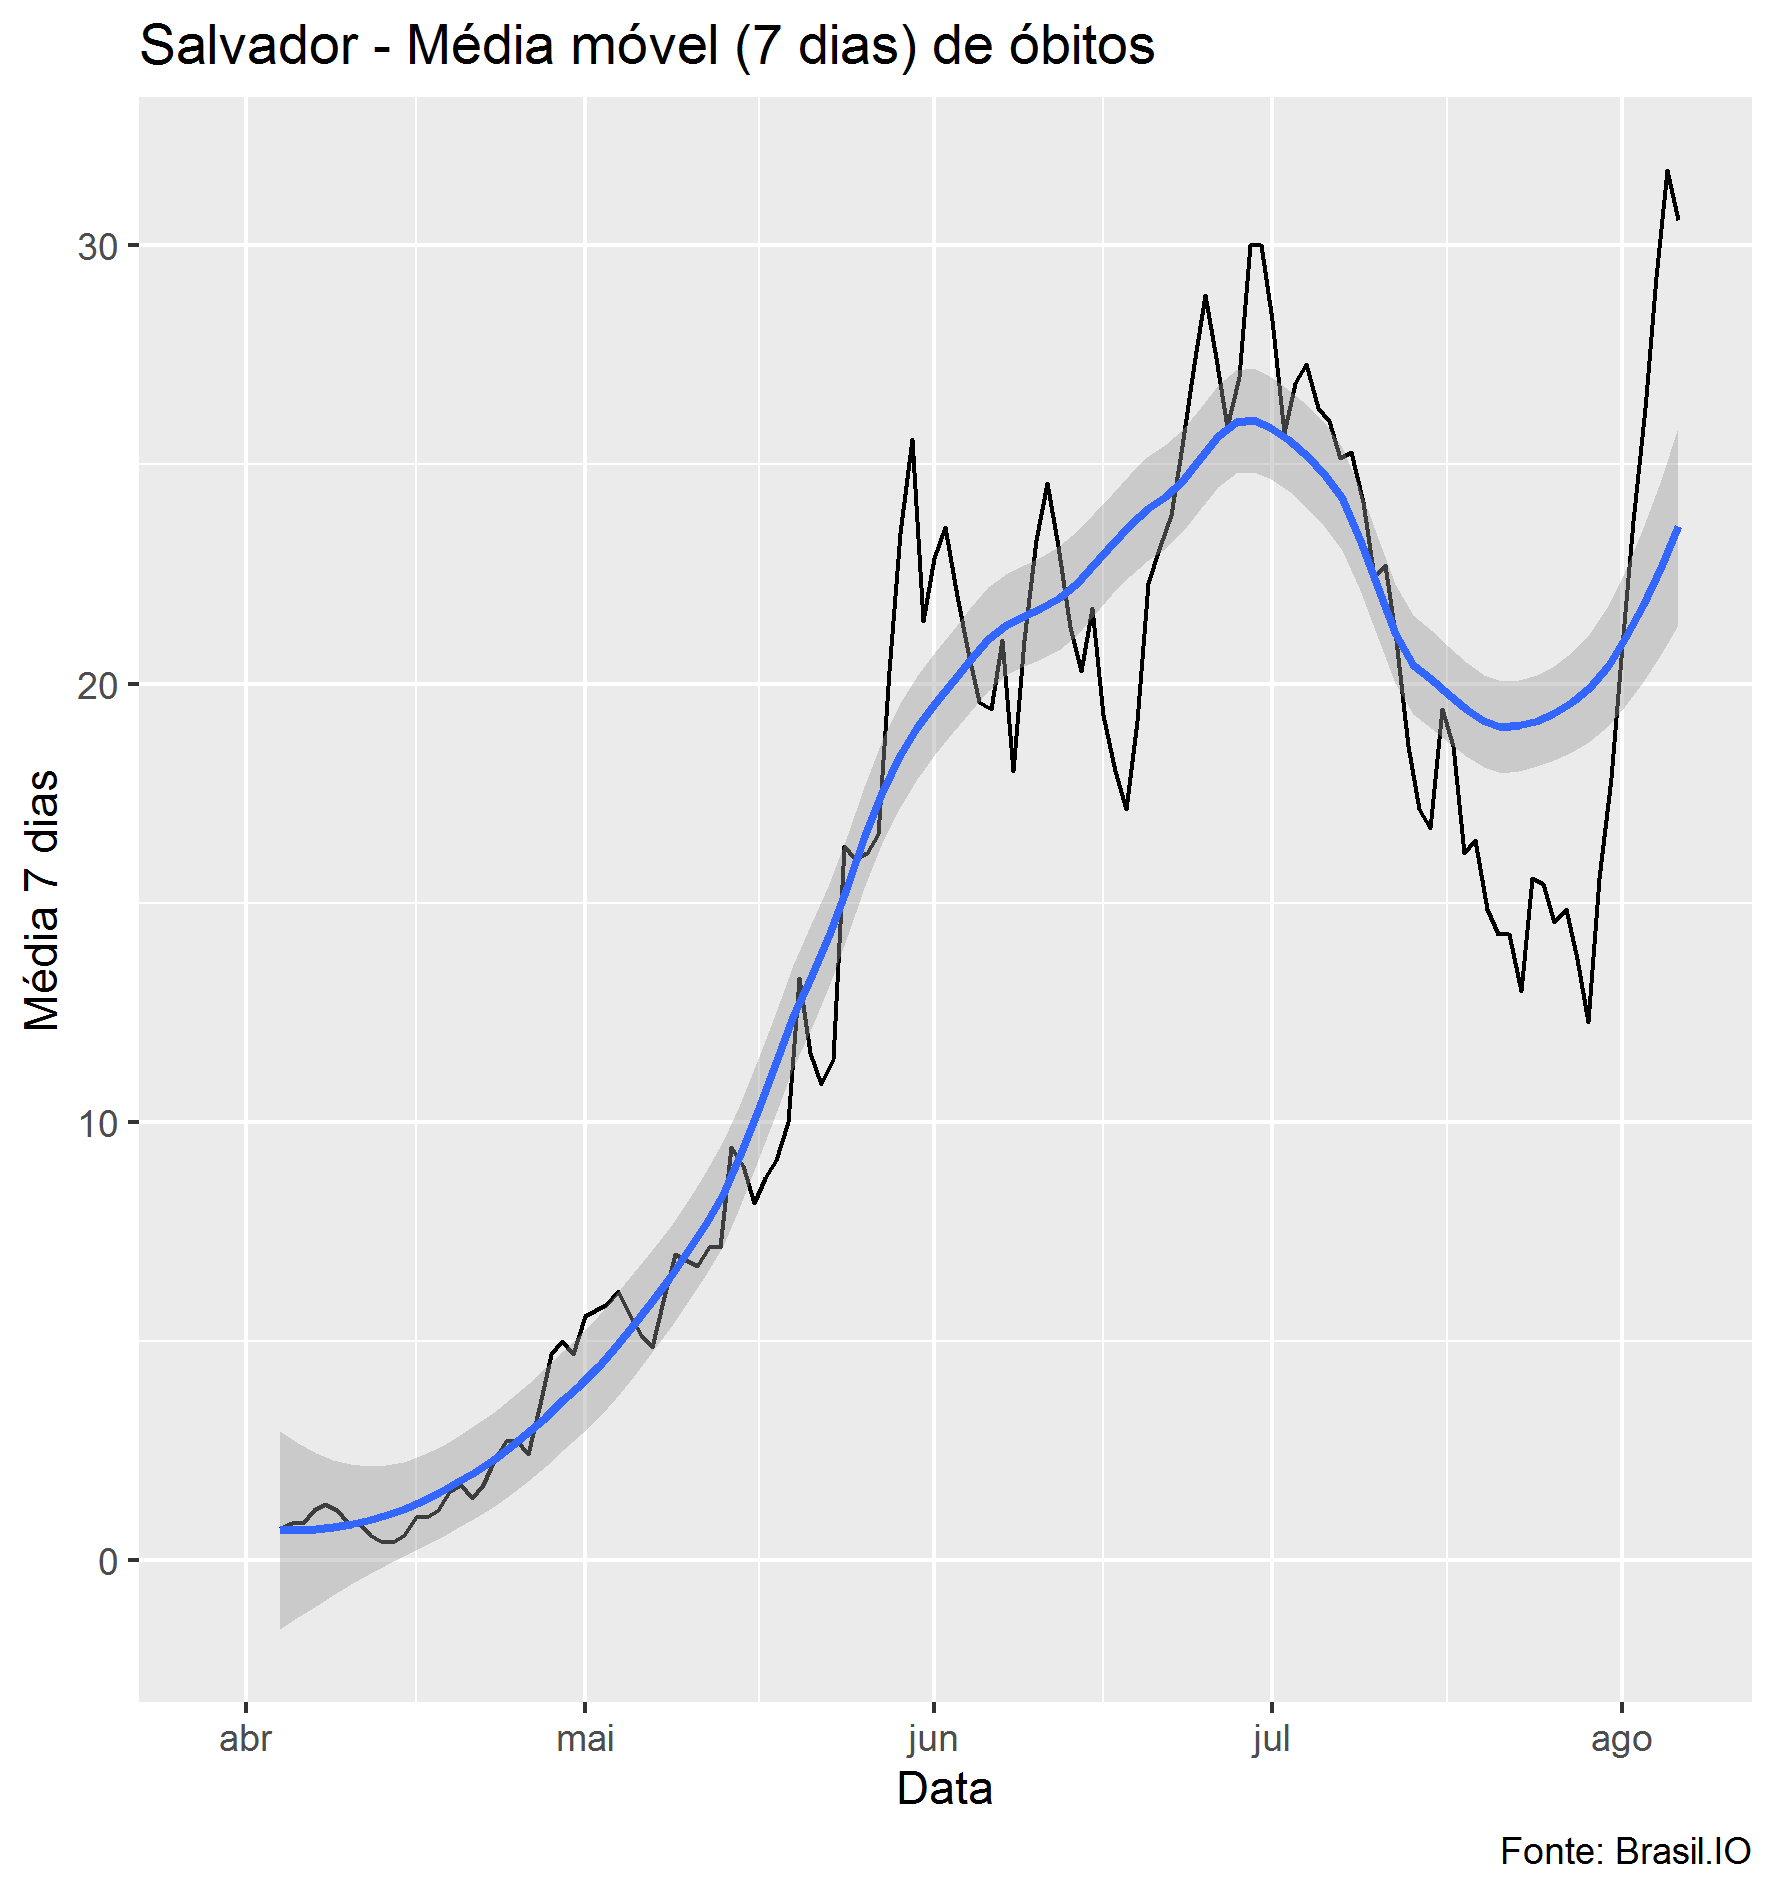 Salvador - Média móvel (7 dias) de óbitos
Média 7 dias
30
20
10
0
abr mai jun jul ago
Data
Fonte: Brasil.IO